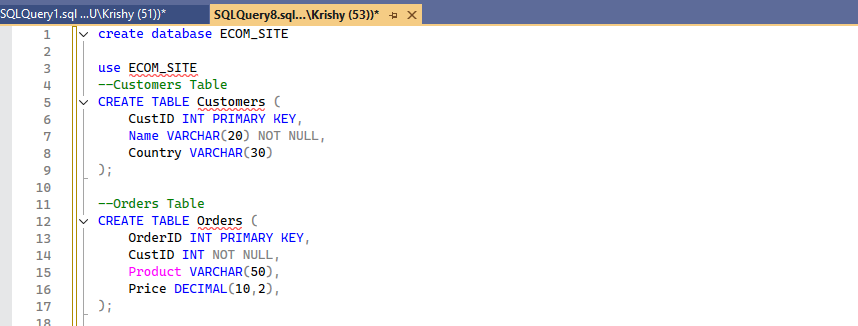 SQLQuery1.sql ...U\Krishy (51))*
SQLQuery8.sql...\Krishy (53))*
1 create database ECOM_SITE
2
3 use ECOM_SITE
4 --Customers Table
5 CREATE TABLE Customers (
6 CustID INT PRIMARY KEY,
7 Name VARCHAR(20) NOT NULL,
8 Country VARCHAR(30)
9 );
10
11 --Orders Table
12 CREATE TABLE Orders (
13 OrderID INT PRIMARY KEY,
14 CustID INT NOT NULL,
15 Product VARCHAR(50),
16 Price DECIMAL(10,2),
17 );
18